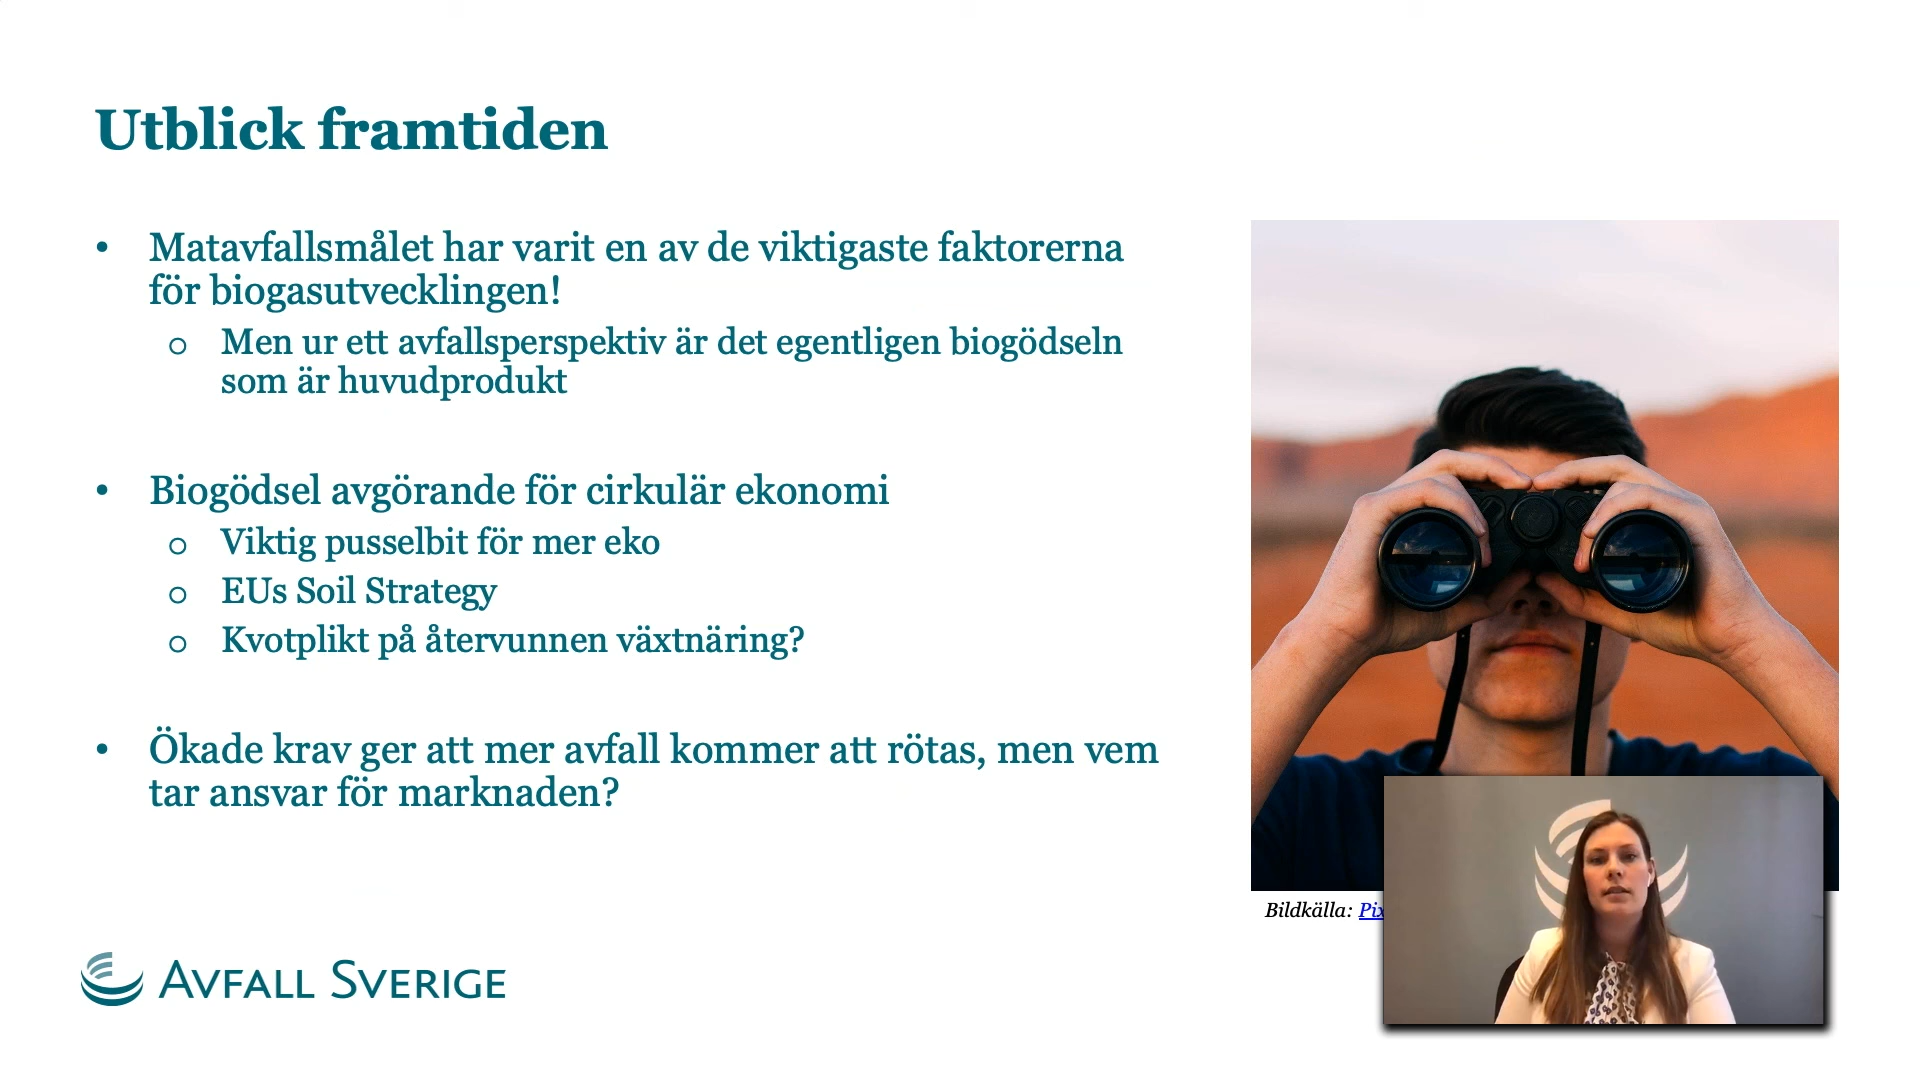 Utblick framtiden
• Matavfallsmålet har varit en av de viktigaste faktorerna
för biogasutvecklingen!
o Men ur ett avfallsperspektiv är det egentligen biogödseln
som är huvudprodukt
• Biogödsel avgörande för cirkulär ekonomi
o Viktig pusselbit för mer eko
o EUs Soil Strategy
o Kvotplikt på återvunnen växtnäring?
• Ökade krav ger att mer avfall kommer att rötas, men vem
tar ansvar för marknaden?
Bildkälla:
AVFALL SVERIGE